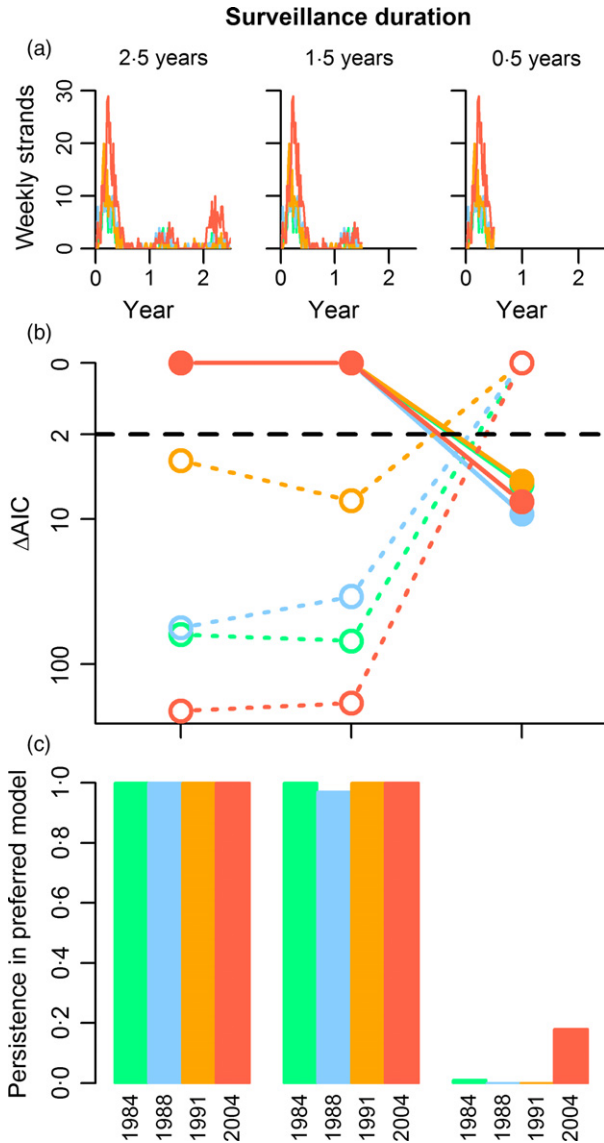 Surveillance duration
(a)
2·5 years 1·5 years 0·5 years
Weekly strands
30
20
10
0
0 1 2 0 1 2 0 1 2
Year Year Year
(b)
ΔAIC
0
2
10
100
(c)
Persistence in preferred model
1·0
0·8
0·6
0·4
0·2
0·0
1984 1988 1991 2004 1984 1988 1991 2004 1984 1988 1991 2004